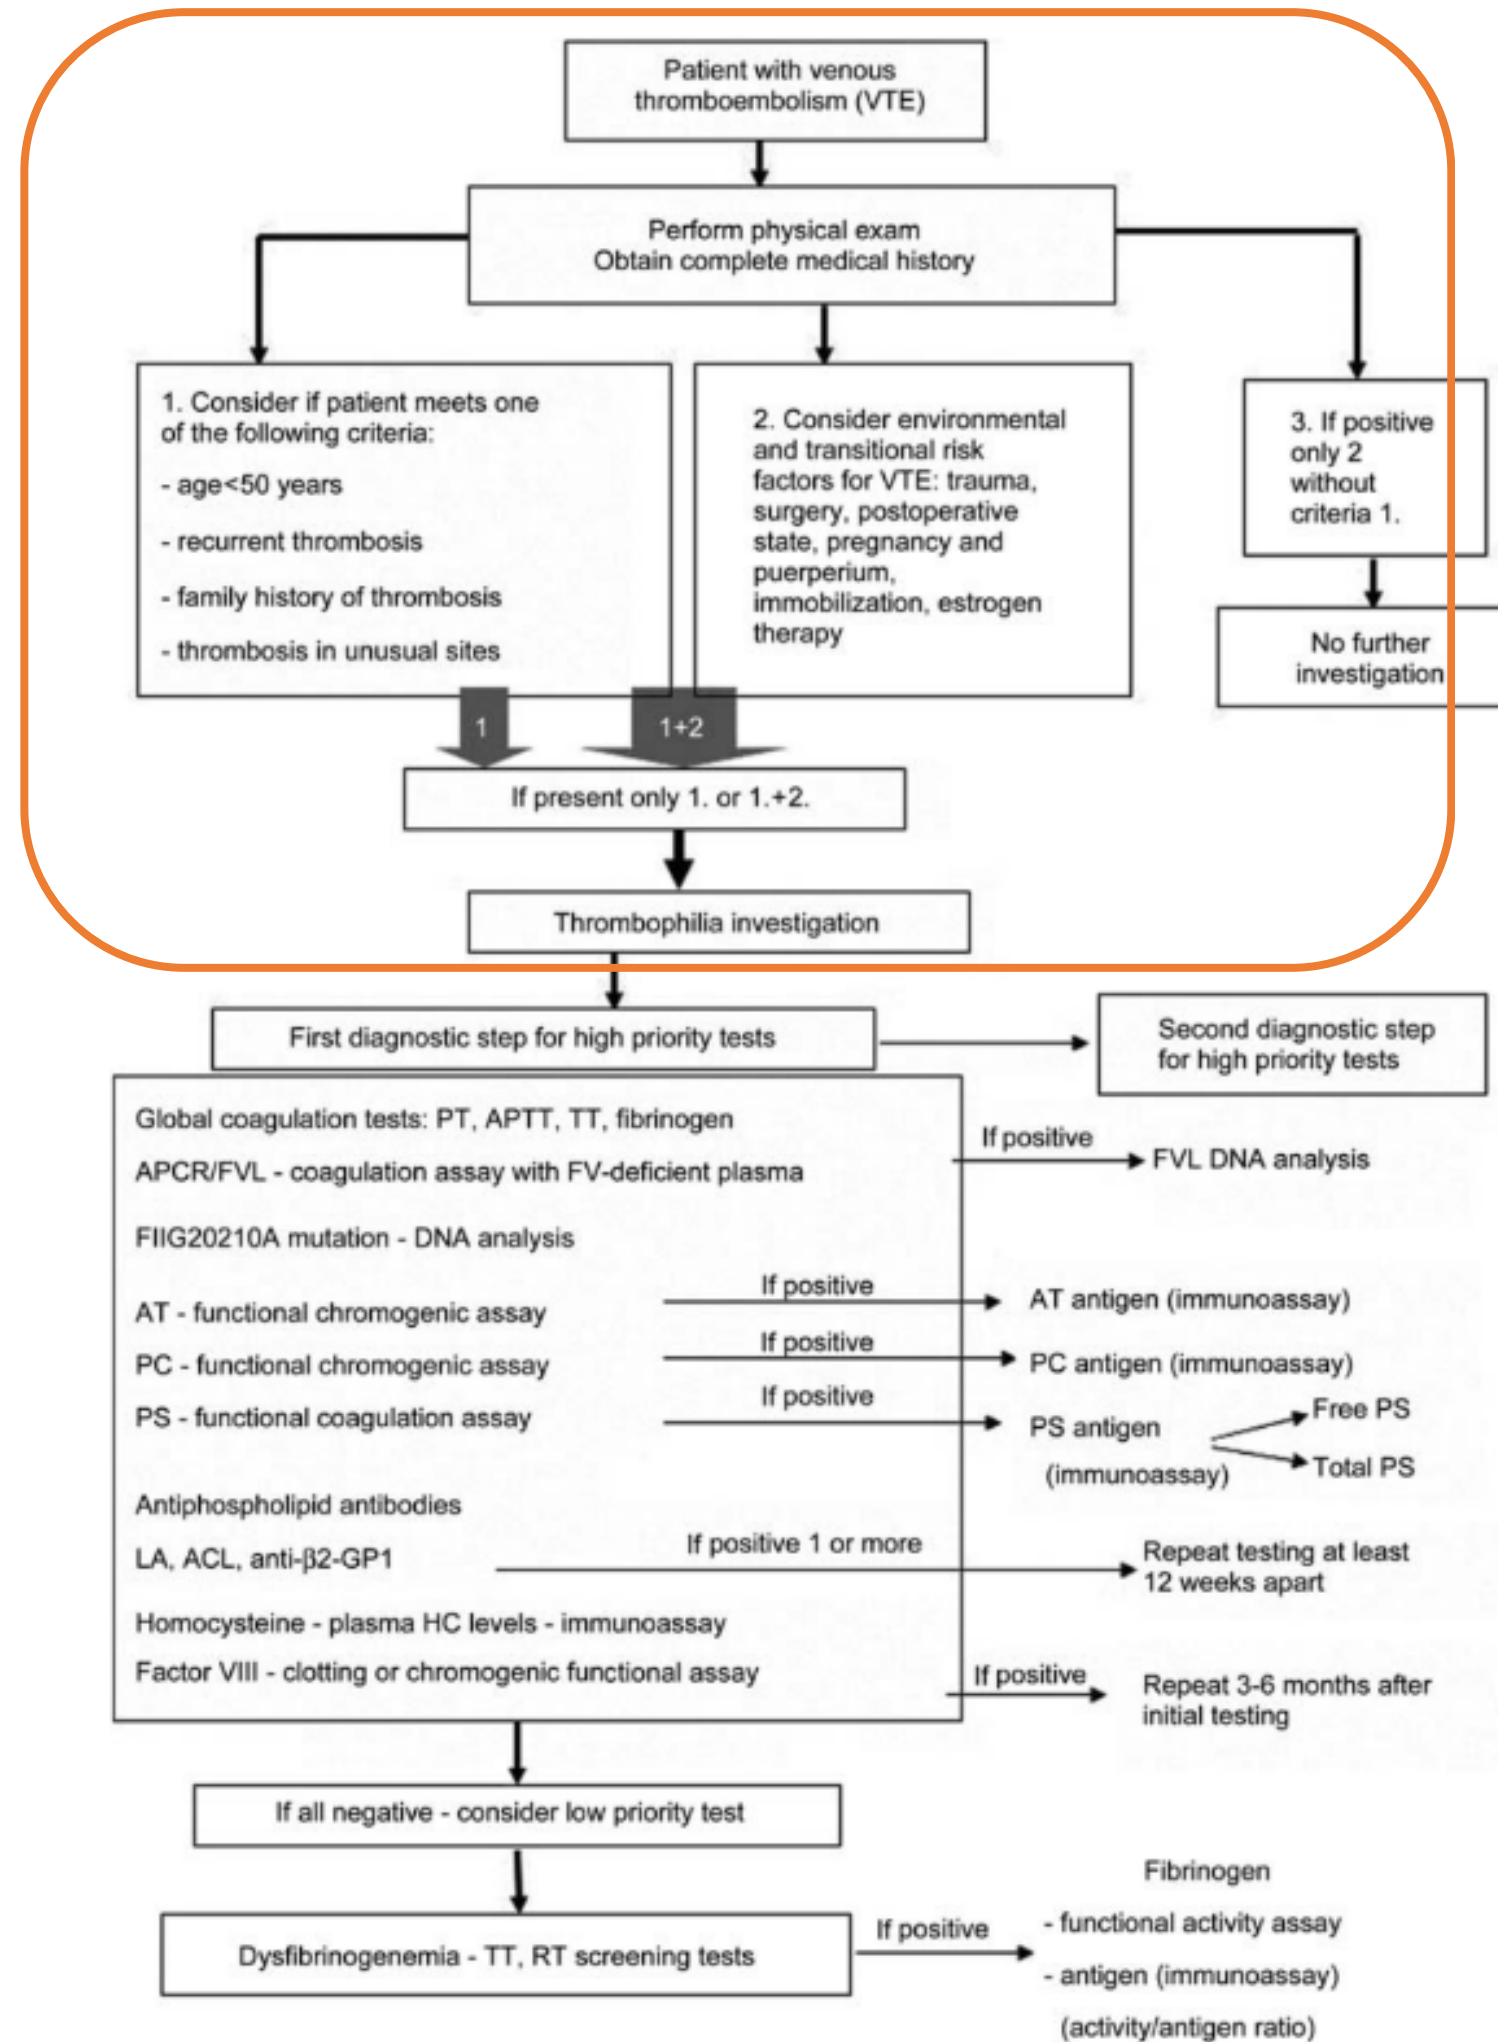 Patient with venous
thromboembolism (VTE)
Perform physical exam
Obtain complete medical history
1. Consider if patient meets one
of the following criteria:
- age<50 years
- recurrent thrombosis
- family history of thrombosis
- thrombosis in unusual sites
2. Consider environmental
and transitional risk
factors for VTE: trauma,
surgery, postoperative
state, pregnancy and
puerperium,
immobilization, estrogen
therapy
3. If positive
only 2
without
criteria 1.
No further
investigation
1
1+2
If present only 1. or 1.+2.
Thrombophilia investigation
First diagnostic step for high priority tests
Second diagnostic step
for high priority tests
Global coagulation tests: PT, APTT, TT, fibrinogen
APCR/FVL - coagulation assay with FV-deficient plasma
If positive
FVL DNA analysis
FIIG20210A mutation - DNA analysis
AT - functional chromogenic assay
If positive
AT antigen (immunoassay)
PC - functional chromogenic assay
If positive
PC antigen (immunoassay)
PS - functional coagulation assay
If positive
PS antigen
(immunoassay)
Free PS
Total PS
Antiphospholipid antibodies
LA, ACL, anti-β2-GP1
If positive 1 or more
Repeat testing at least
12 weeks apart
Homocysteine - plasma HC levels - immunoassay
Factor VIII - clotting or chromogenic functional assay
If positive
Repeat 3-6 months after
initial testing
If all negative - consider low priority test
Dysfibrinogenemia - TT, RT screening tests
If positive
Fibrinogen
- functional activity assay
- antigen (immunoassay)
(activity/antigen ratio)